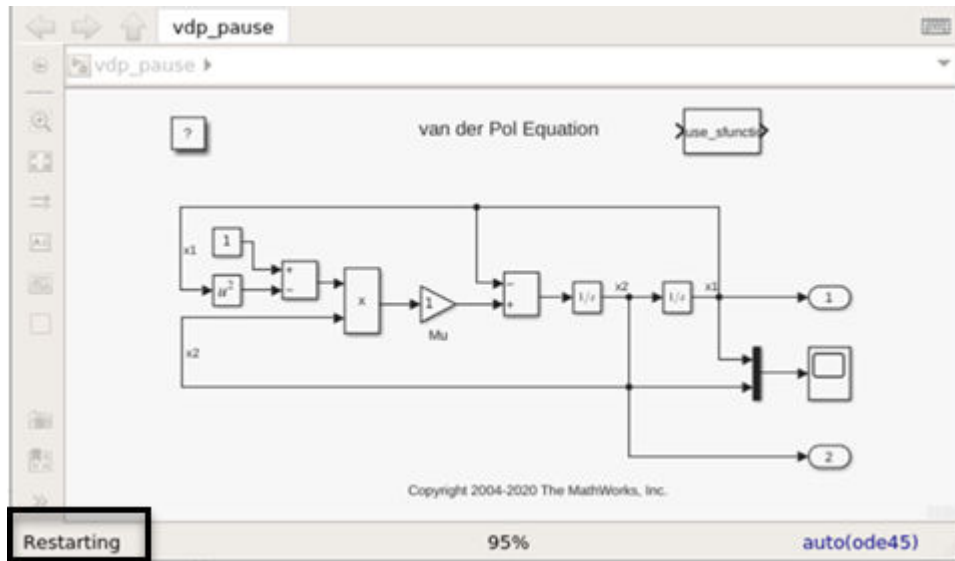 vdp_pause
vdp_pause
?
van der Pol Equation
use_sfunctio
x1
1
+
−
u²
x
1
Mu
−
+
1/s
x2
1/s
x1
1
x2
2
Copyright 2004-2020 The MathWorks, Inc.
Restarting
95%
auto(ode45)